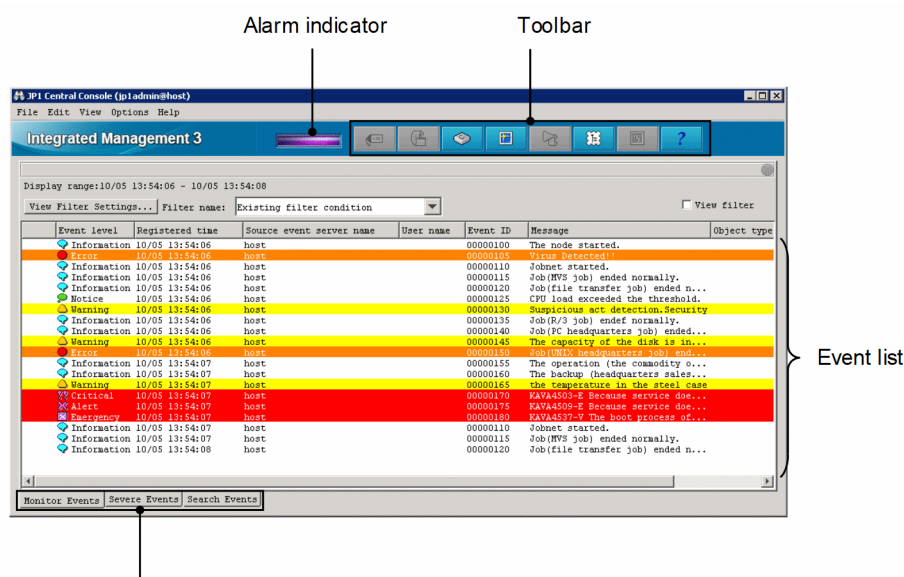 Alarm indicator Toolbar
JP1 Central Console (jp1admin@host)
File Edit View Options Help
Integrated Management 3
Display range:10/05 13:54:06 - 10/05 13:54:08
View Filter Settings... Filter name: Existing filter condition View filter
Event level Registered time Source event server name User name Event ID Message Object type
Information 10/05 13:54:06 host 00000100 The node started.
Error 10/05 13:54:06 host 00000105 Virus Detected!!
Information 10/05 13:54:06 host 00000110 Jobnet started.
Information 10/05 13:54:06 host 00000115 Job(MVS job) ended normally.
Information 10/05 13:54:06 host 00000120 Job(file transfer job) ended n...
Notice 10/05 13:54:06 host 00000125 CPU load exceeded the threshold.
Warning 10/05 13:54:06 host 00000130 Suspicious act detection.Security
Information 10/05 13:54:06 host 00000135 Job(R/3 job) endef normally.
Information 10/05 13:54:06 host 00000140 Job(PC headquarters job) ended...
Warning 10/05 13:54:06 host 00000145 The capacity of the disk is in...
Error 10/05 13:54:06 host 00000150 Job(UNIX headquarters job) end...
Information 10/05 13:54:07 host 00000155 The operation (the commodity o...
Information 10/05 13:54:07 host 00000160 The backup (headquarters sales...
Warning 10/05 13:54:07 host 00000165 the temperature in the steel case
Critical 10/05 13:54:07 host 00000170 KAVA4503-E Because service doe...
Alert 10/05 13:54:07 host 00000175 KAVA4509-E Because service doe...
Emergency 10/05 13:54:07 host 00000180 KAVA4537-V The boot process of...
Information 10/05 13:54:07 host 00000110 Jobnet started.
Information 10/05 13:54:07 host 00000115 Job(MVS job) ended normally.
Information 10/05 13:54:08 host 00000120 Job(file transfer job) ended n...
Event list
Monitor Events Severe Events Search Events